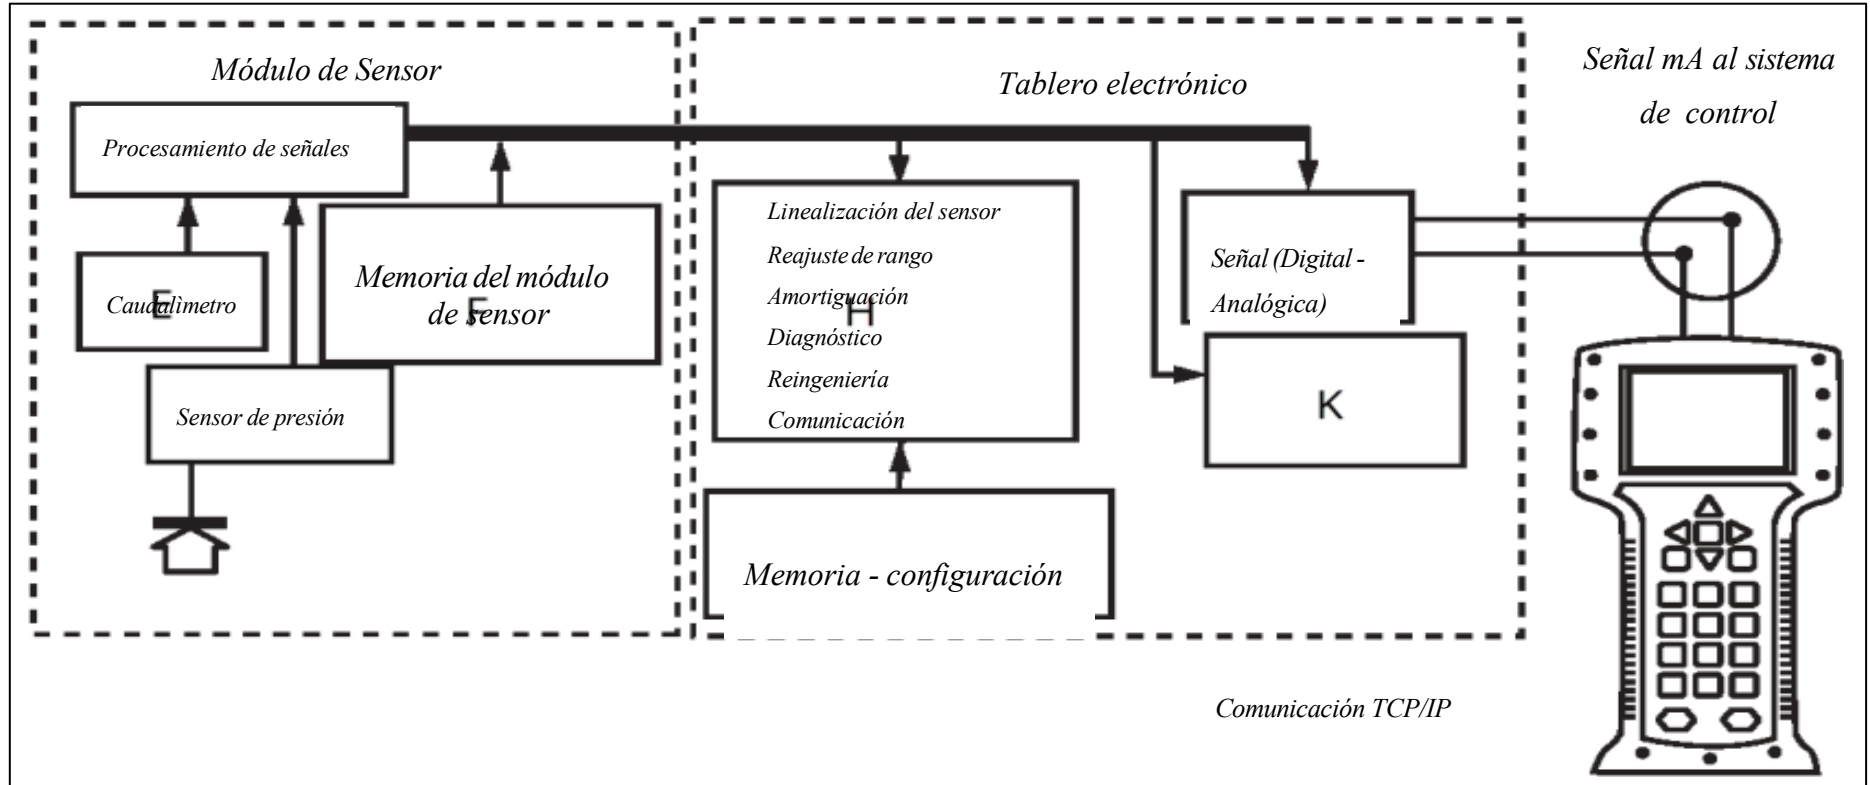 Módulo de Sensor
Tablero electrónico
Señal mA al sistema
de control
Procesamiento de señales
Caudalìmetro
E
Memoria del módulo
de sensor
F
Sensor de presión
Linealización del sensor
Reajuste de rango
Amortiguación
H
Diagnóstico
Reingeniería
Comunicación
Señal (Digital -
Analógica)
K
Memoria - configuración
Comunicación TCP/IP